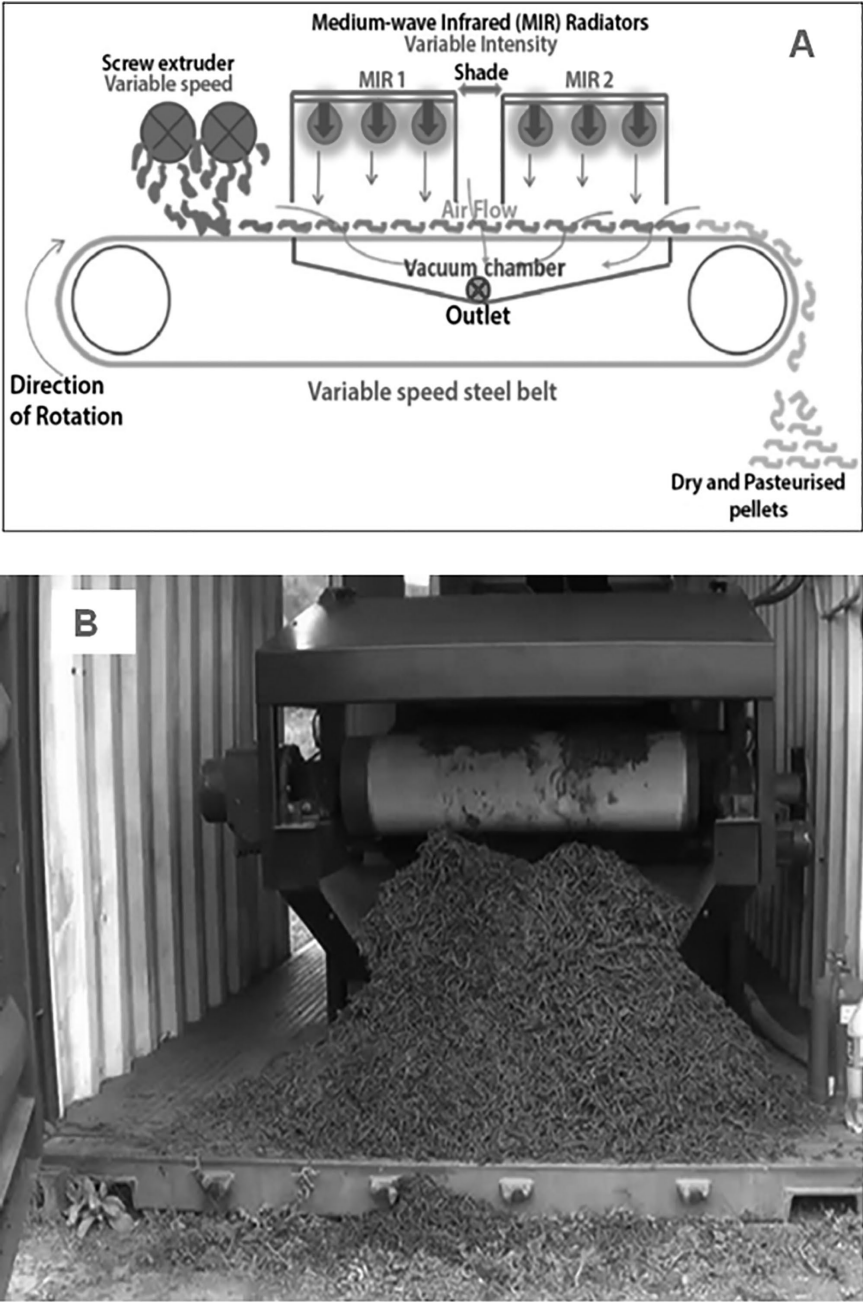 Medium-wave Infrared (MIR) Radiators
Variable Intensity
A
Screw extruder
Variable speed
MIR 1
Shade
MIR 2
Air Flow
Vacuum chamber
Outlet
Direction
of Rotation
Variable speed steel belt
Dry and Pasteurised
pellets
B